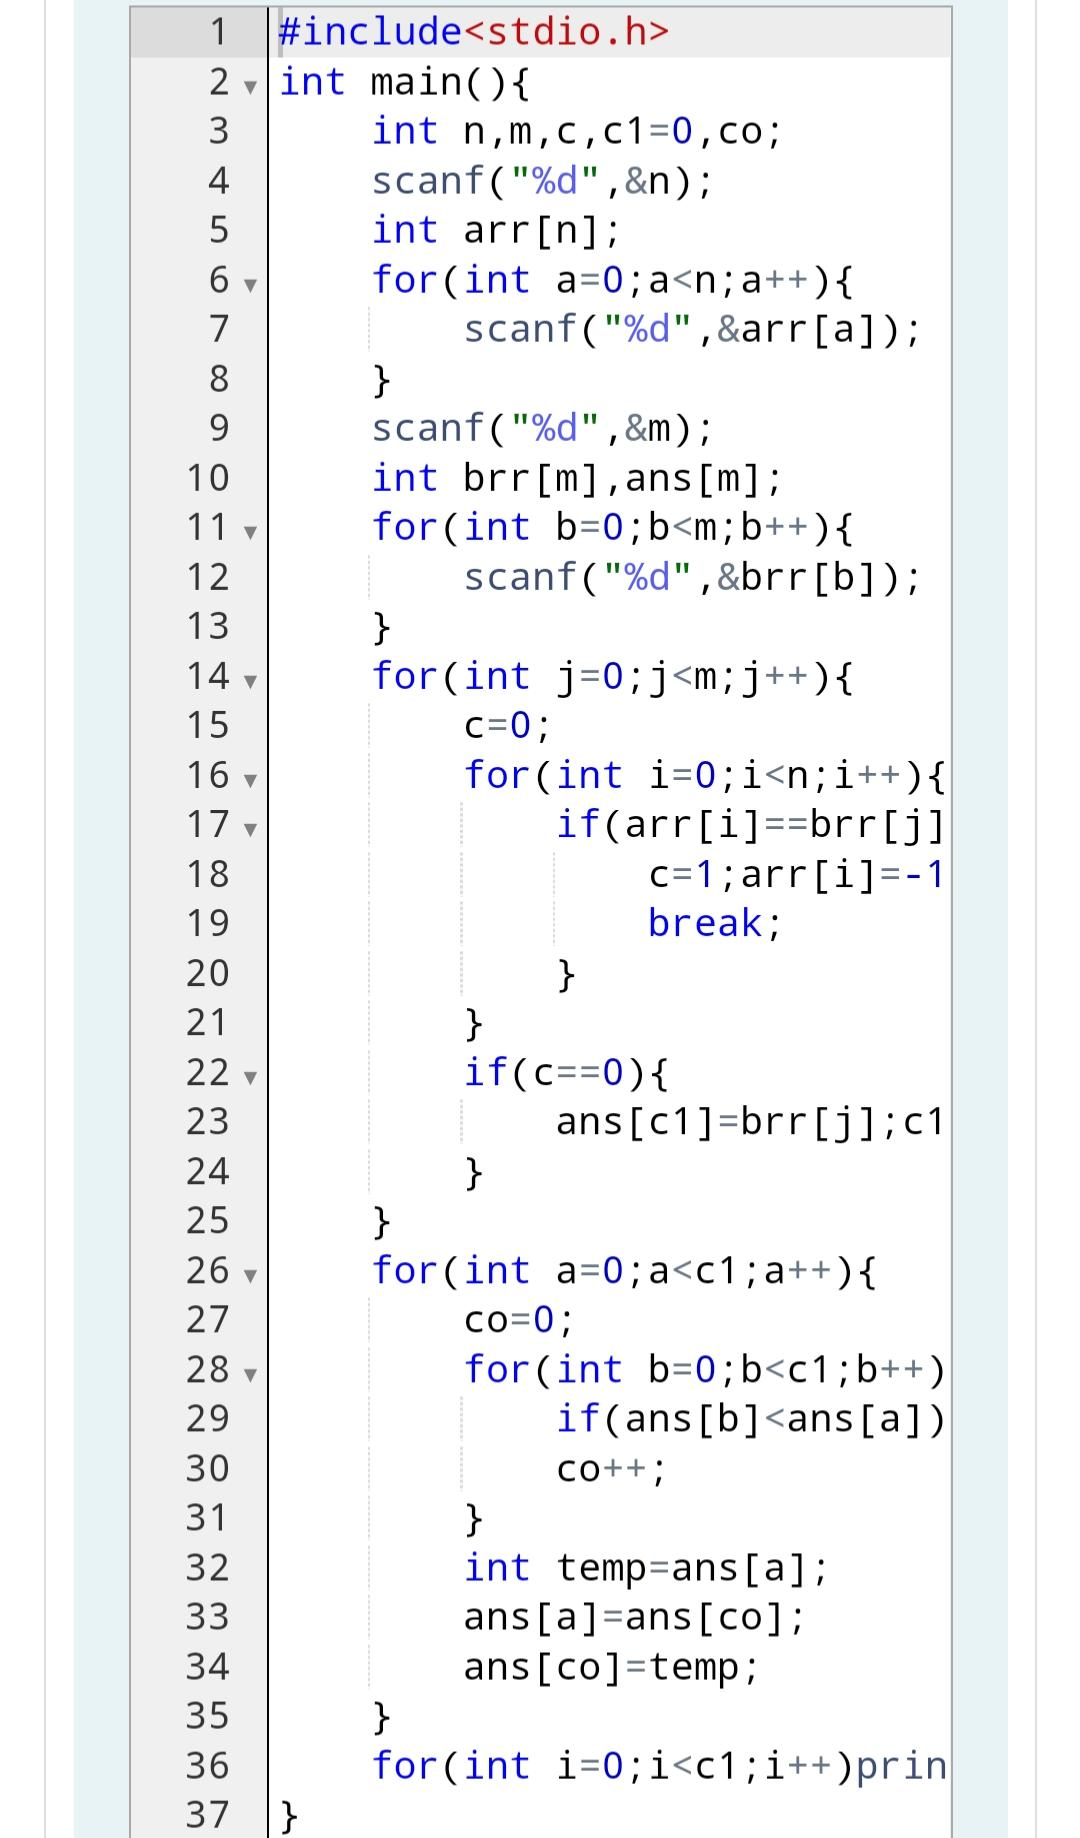 1 #include<stdio.h>
2 int main(){
3     int n,m,c,c1=0,co;
4     scanf("%d",&n);
5     int arr[n];
6     for(int a=0;a<n;a++){
7         scanf("%d",&arr[a]);
8     }
9     scanf("%d",&m);
10     int brr[m],ans[m];
11     for(int b=0;b<m;b++){
12         scanf("%d",&brr[b]);
13     }
14     for(int j=0;j<m;j++){
15         c=0;
16         for(int i=0;i<n;i++){
17             if(arr[i]==brr[j]
18                 c=1;arr[i]=-1
19                 break;
20             }
21         }
22         if(c==0){
23             ans[c1]=brr[j];c1
24         }
25     }
26     for(int a=0;a<c1;a++){
27         co=0;
28         for(int b=0;b<c1;b++)
29             if(ans[b]<ans[a])
30             co++;
31         }
32         int temp=ans[a];
33         ans[a]=ans[co];
34         ans[co]=temp;
35     }
36     for(int i=0;i<c1;i++)prin
37 }